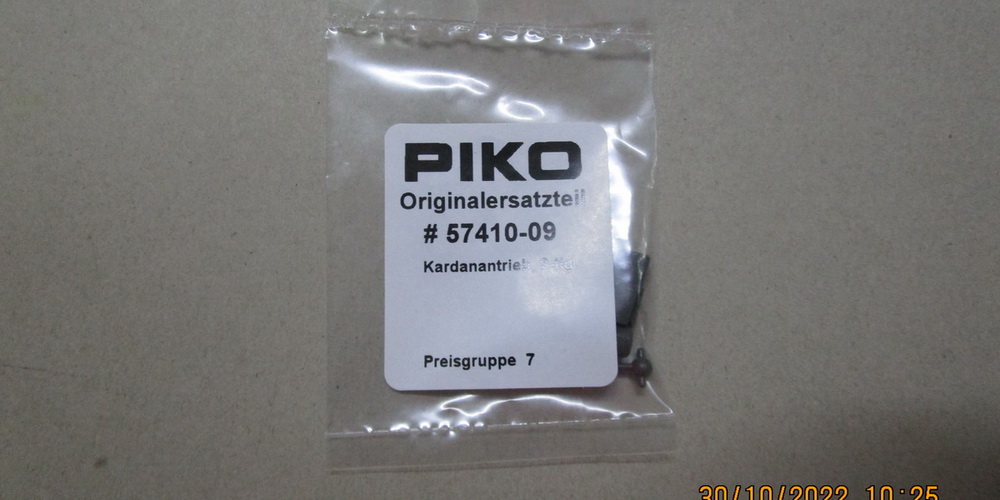 PIKO
Originalersatzteil
# 57410-09
Kardanantrieb
Preisgruppe 7
30/10/2022 10:25